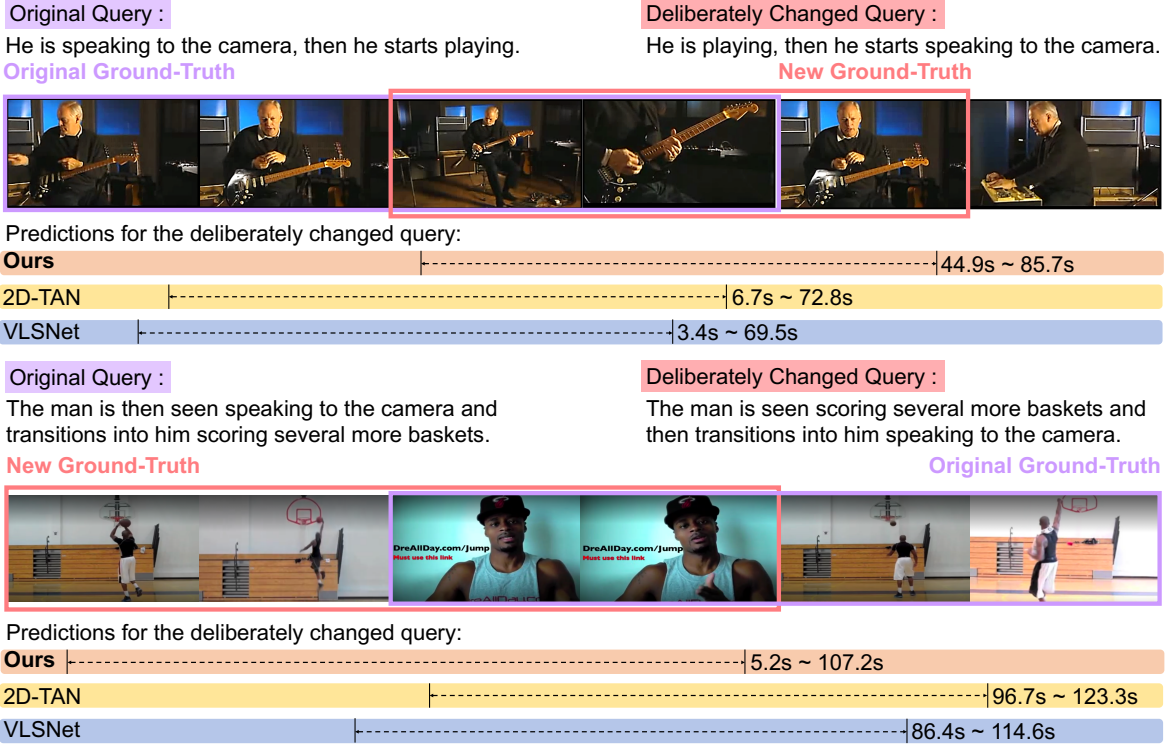 Original Query :
Deliberately Changed Query :
He is speaking to the camera, then he starts playing.
He is playing, then he starts speaking to the camera.
Original Ground-Truth
New Ground-Truth
Predictions for the deliberately changed query:
Ours
44.9s ~ 85.7s
2D-TAN
6.7s ~ 72.8s
VLSNet
3.4s ~ 69.5s
Original Query :
Deliberately Changed Query :
The man is then seen speaking to the camera and
transitions into him scoring several more baskets.
The man is seen scoring several more baskets and
then transitions into him speaking to the camera.
New Ground-Truth
Original Ground-Truth
DreAllDay.com/Jump
Must use this link
DreAllDay.com/Jump
Must use this link
Predictions for the deliberately changed query:
Ours
5.2s ~ 107.2s
2D-TAN
96.7s ~ 123.3s
VLSNet
86.4s ~ 114.6s